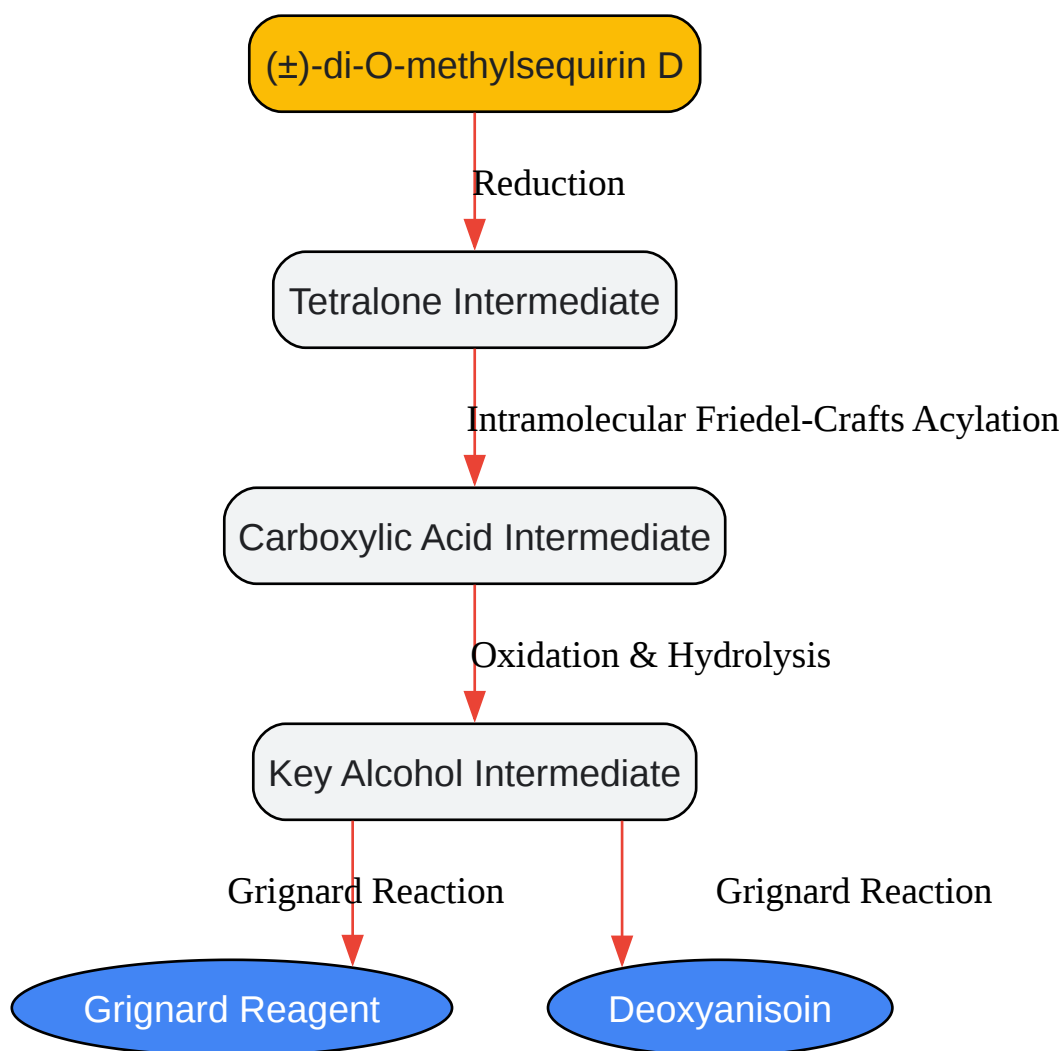 (±)-di-O-methylsequirin D
Reduction
Tetralone Intermediate
Intramolecular Friedel-Crafts Acylation
Carboxylic Acid Intermediate
Oxidation & Hydrolysis
Key Alcohol Intermediate
Grignard Reaction
Grignard Reaction
Grignard Reagent
Deoxyanisoin